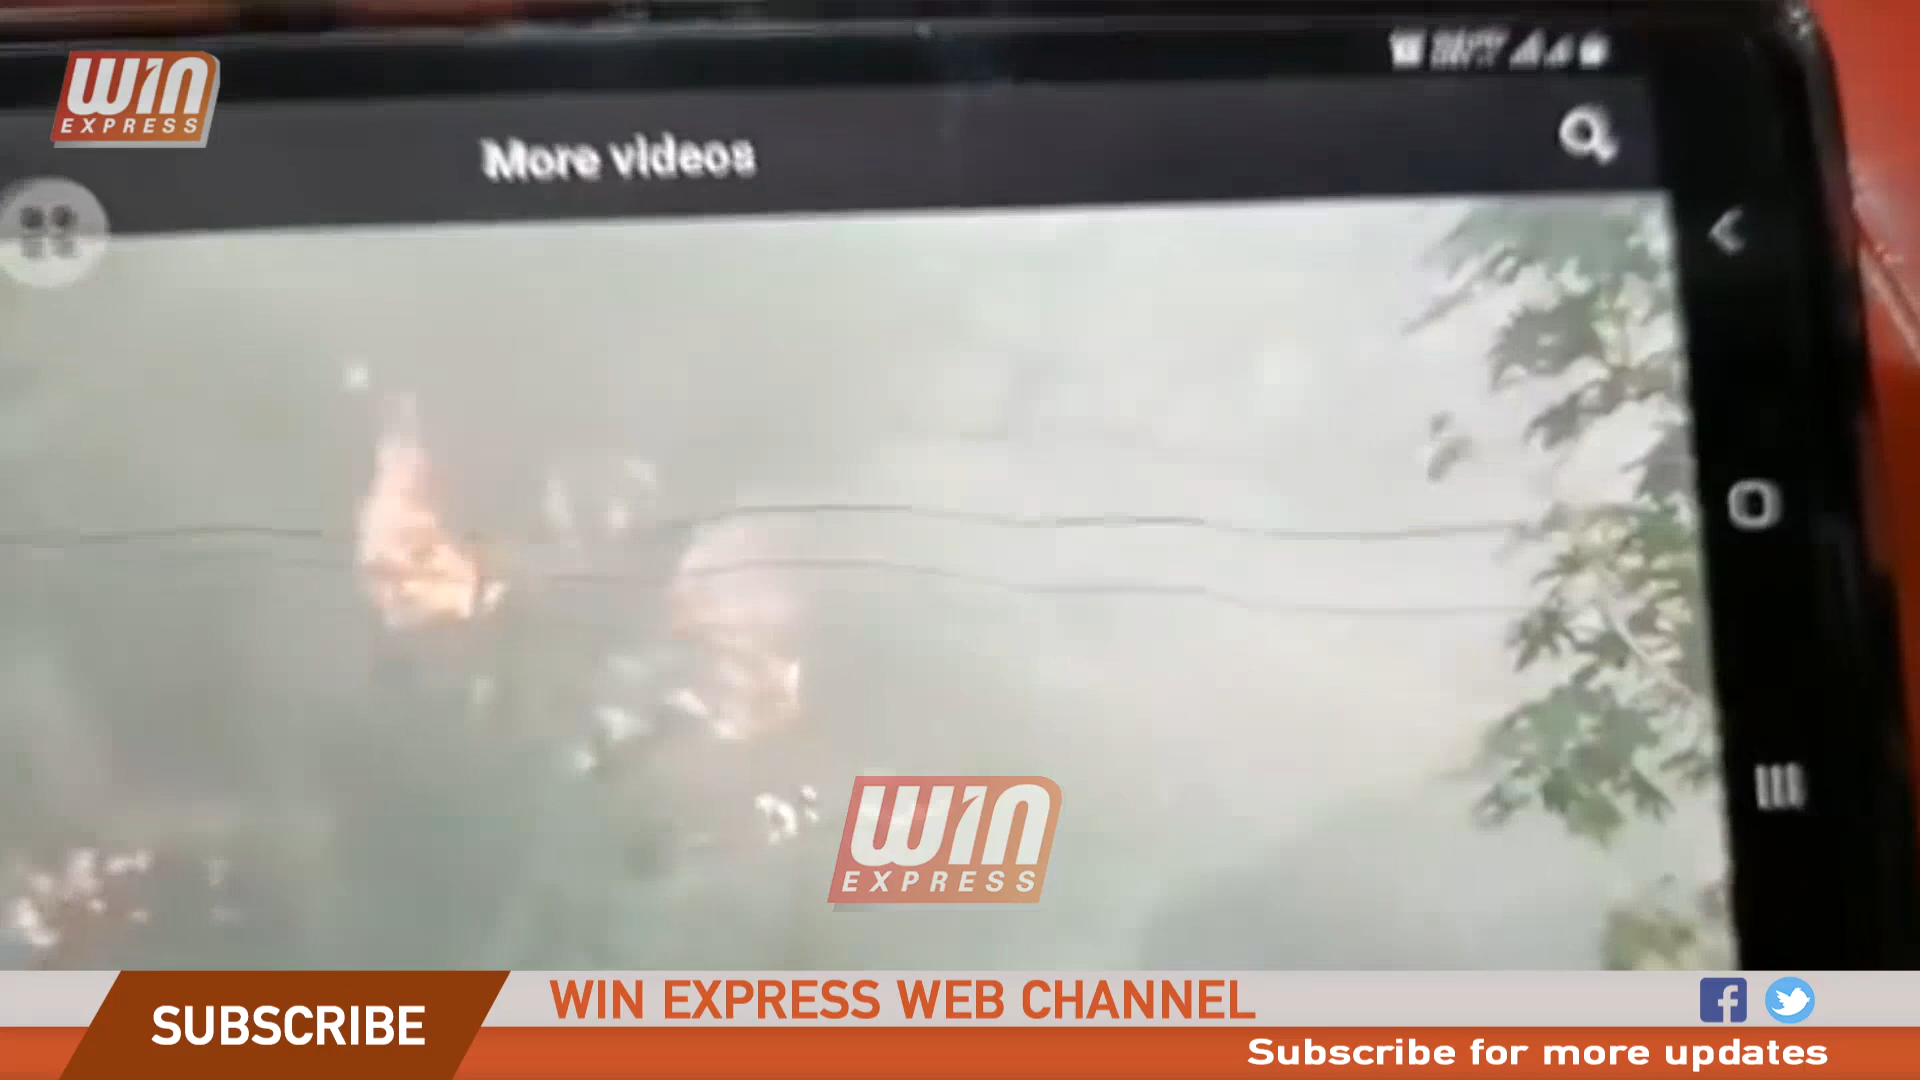 WIN
EXPRESS
More videos
WIN
EXPRESS
SUBSCRIBE
WIN EXPRESS WEB CHANNEL
Subscribe for more updates